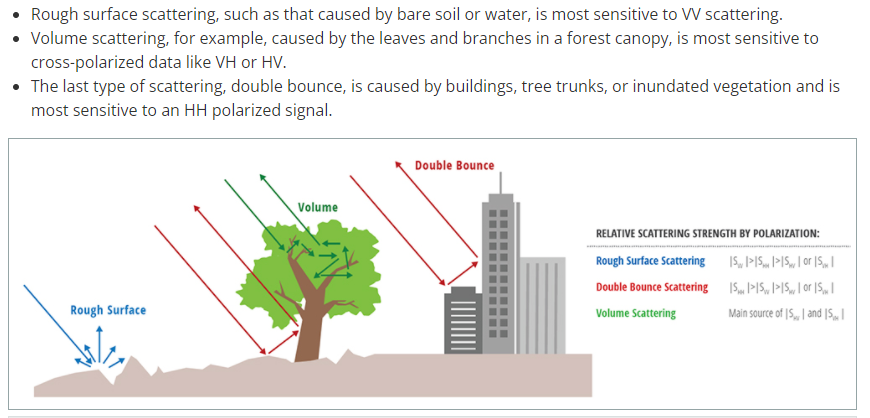 • Rough surface scattering, such as that caused by bare soil or water, is most sensitive to VV scattering.
• Volume scattering, for example, caused by the leaves and branches in a forest canopy, is most sensitive to
cross-polarized data like VH or HV.
• The last type of scattering, double bounce, is caused by buildings, tree trunks, or inundated vegetation and is
most sensitive to an HH polarized signal.
Double Bounce
Volume
Rough Surface
RELATIVE SCATTERING STRENGTH BY POLARIZATION:
Rough Surface Scattering
Double Bounce Scattering
Volume Scattering Main source of